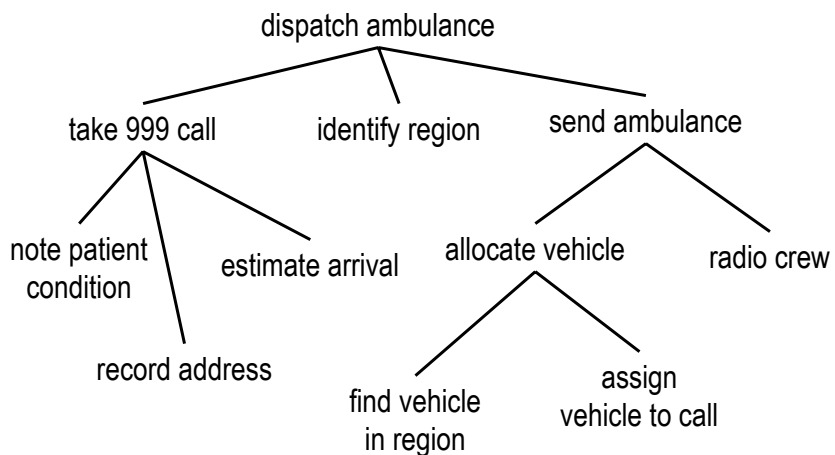 dispatch ambulance
take 999 call
identify region
send ambulance
note patient
condition
record address
estimate arrival
allocate vehicle
radio crew
find vehicle
in region
assign
vehicle to call